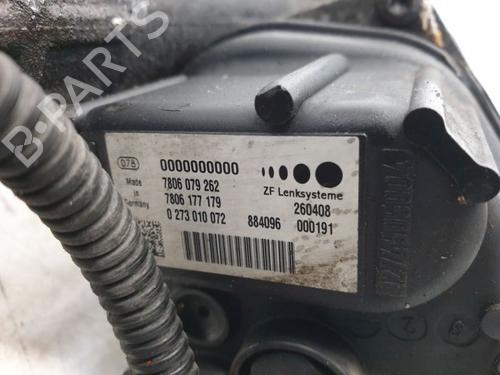 078
0000000000
Made in Germany
7806 079 262
7806 177 179
0 273 010 072
ZF Lenksysteme
260408
884096 000191
B-PARTS